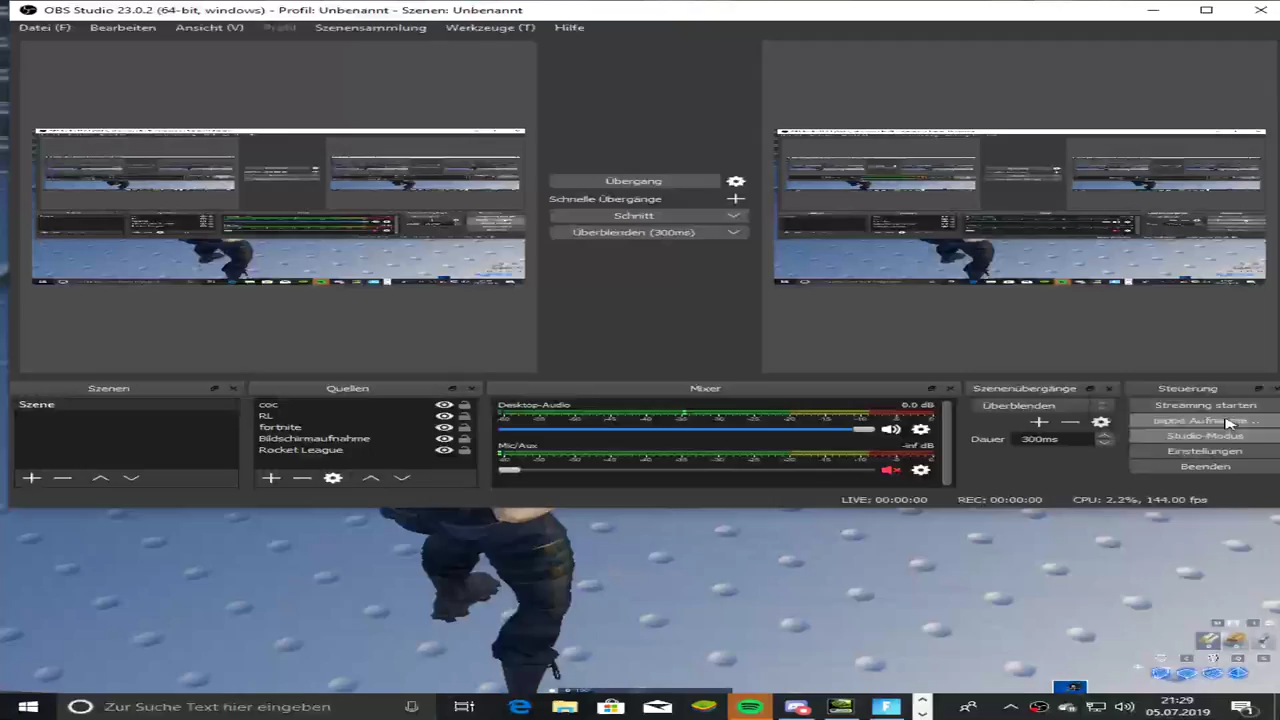 OBS Studio 23.0.2 (64-bit, windows) - Profil: Unbenannt - Szenen: Unbenannt
Datei (F) Bearbeiten Ansicht (V) Profil Szenensammlung Werkzeuge (T) Hilfe
Übergang
Schnelle Übergänge
Schnitt
Überblenden (300ms)
Szenen
Szene
Quellen
coc
RL
fortnite
Bildschirmaufnahme
Rocket League
Mixer
Desktop-Audio 0.0 dB
Mic/Aux -inf dB
Szenenübergänge
Überblenden
Dauer 300ms
Steuerung
Streaming starten
Studio-Modus
Einstellungen
Beenden
LIVE: 00:00:00 REC: 00:00:00 CPU: 2.2%, 144.00 fps
Zur Suche Text hier eingeben
21:29
05.07.2019